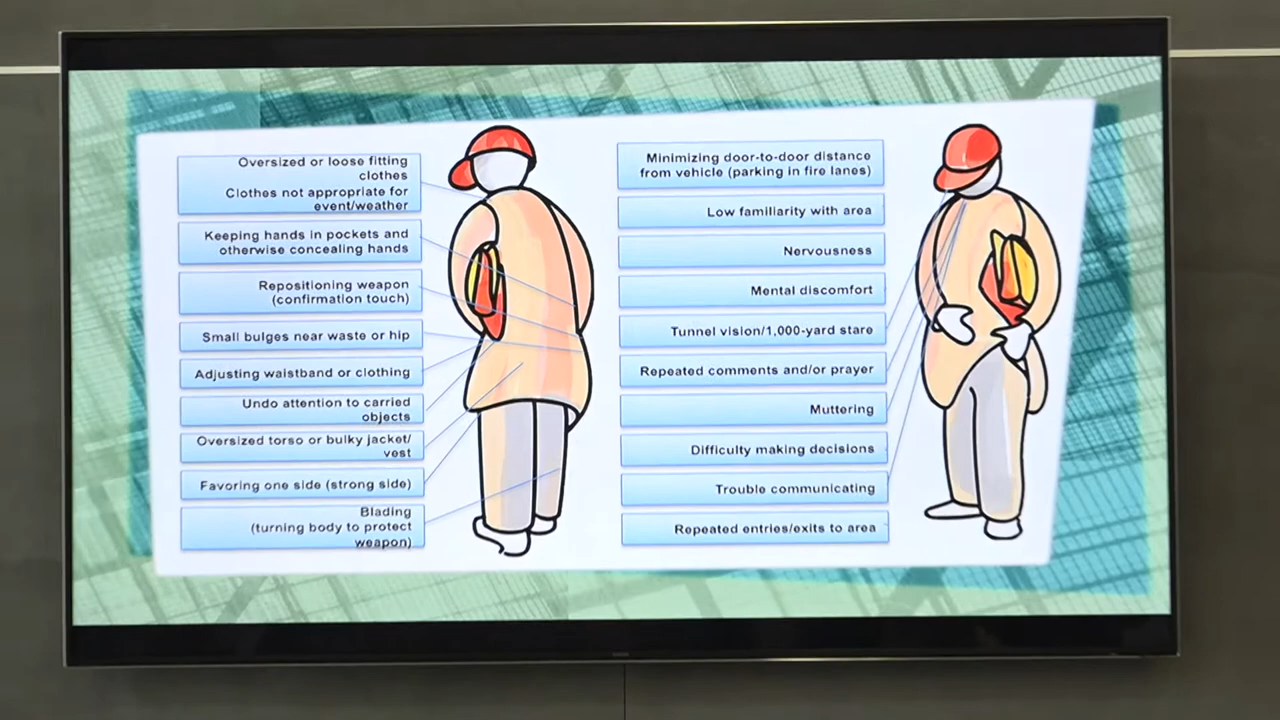 Oversized or loose fitting
clothes
Clothes not appropriate for
event/weather
Keeping hands in pockets and
otherwise concealing hands
Repositioning weapon
(confirmation touch)
Small bulges near waste or hip
Adjusting waistband or clothing
Undo attention to carried
objects
Oversized torso or bulky jacket/
vest
Favoring one side (strong side)
Blading
(turning body to protect
weapon)
Minimizing door-to-door distance
from vehicle (parking in fire lanes)
Low familiarity with area
Nervousness
Mental discomfort
Tunnel vision/1,000-yard stare
Repeated comments and/or prayer
Muttering
Difficulty making decisions
Trouble communicating
Repeated entries/exits to area